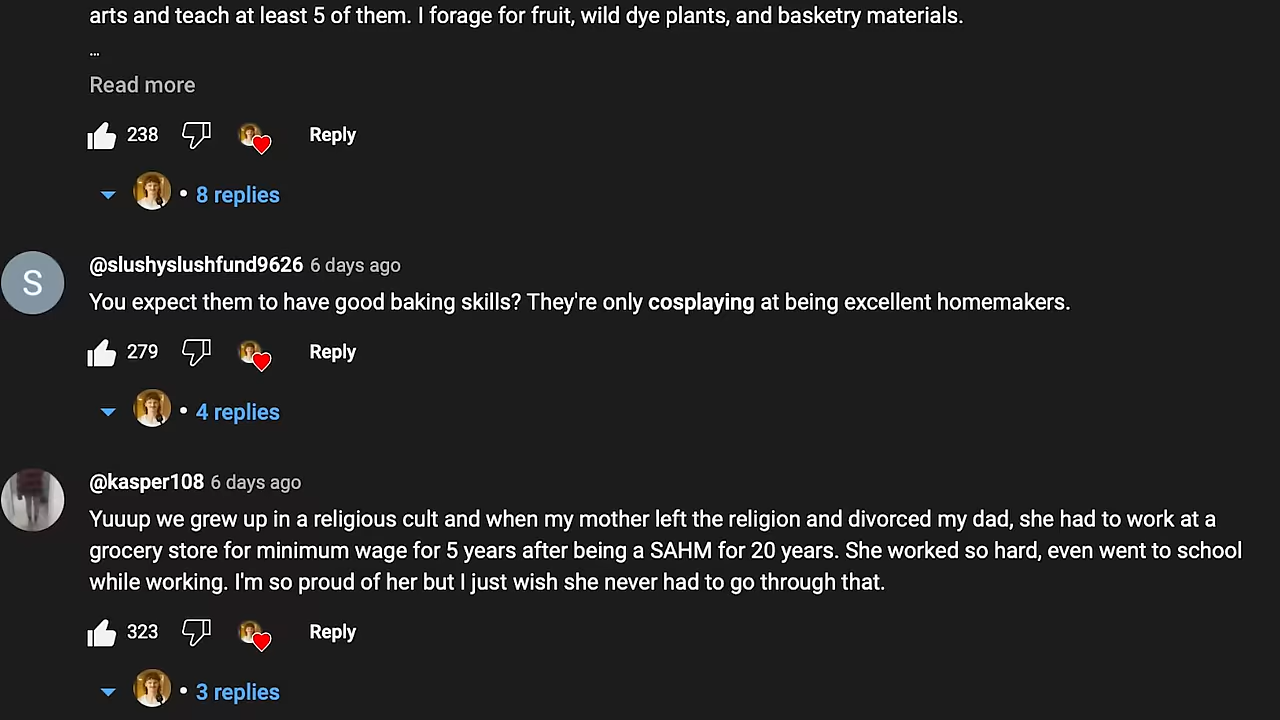 arts and teach at least 5 of them. I forage for fruit, wild dye plants, and basketry materials.
...
Read more
238 Reply
• 8 replies
S
@slushyslushfund9626 6 days ago
You expect them to have good baking skills? They're only cosplaying at being excellent homemakers.
279 Reply
• 4 replies
@kasper108 6 days ago
Yuuup we grew up in a religious cult and when my mother left the religion and divorced my dad, she had to work at a
grocery store for minimum wage for 5 years after being a SAHM for 20 years. She worked so hard, even went to school
while working. I'm so proud of her but I just wish she never had to go through that.
323 Reply
• 3 replies